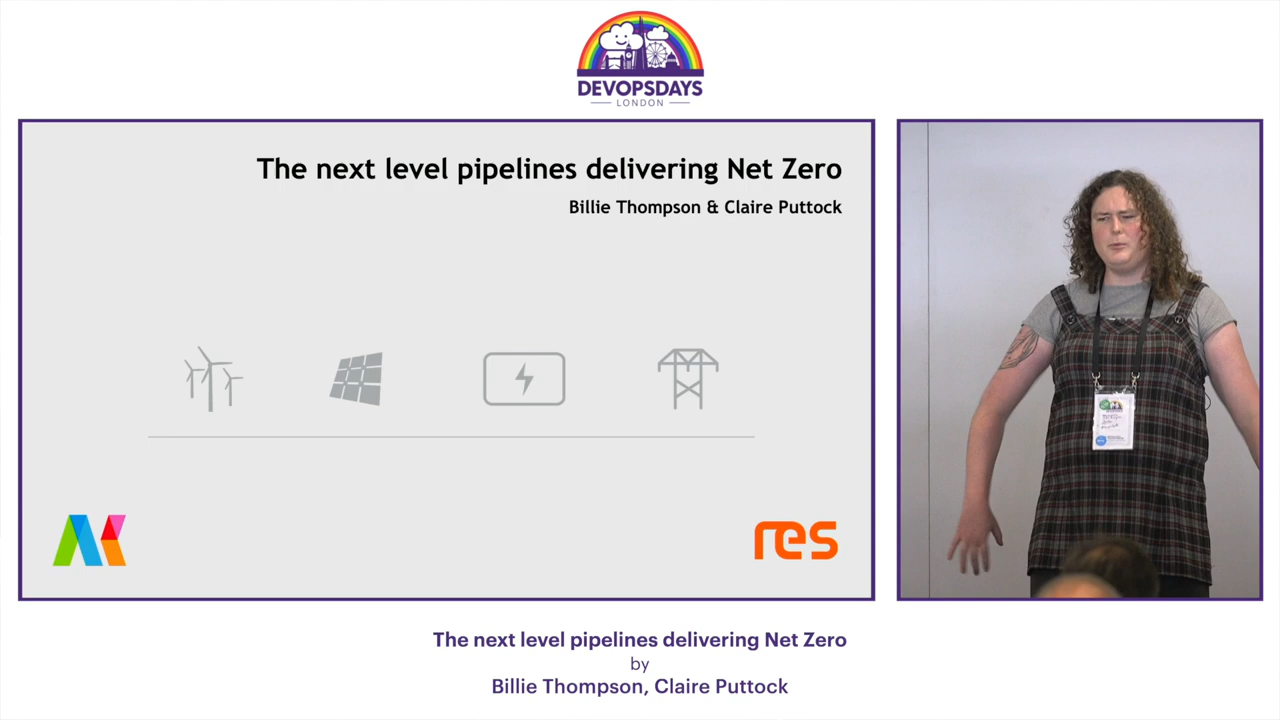 DEVOPSDAYS
LONDON
The next level pipelines delivering Net Zero
Billie Thompson & Claire Puttock
res
The next level pipelines delivering Net Zero
by
Billie Thompson, Claire Puttock